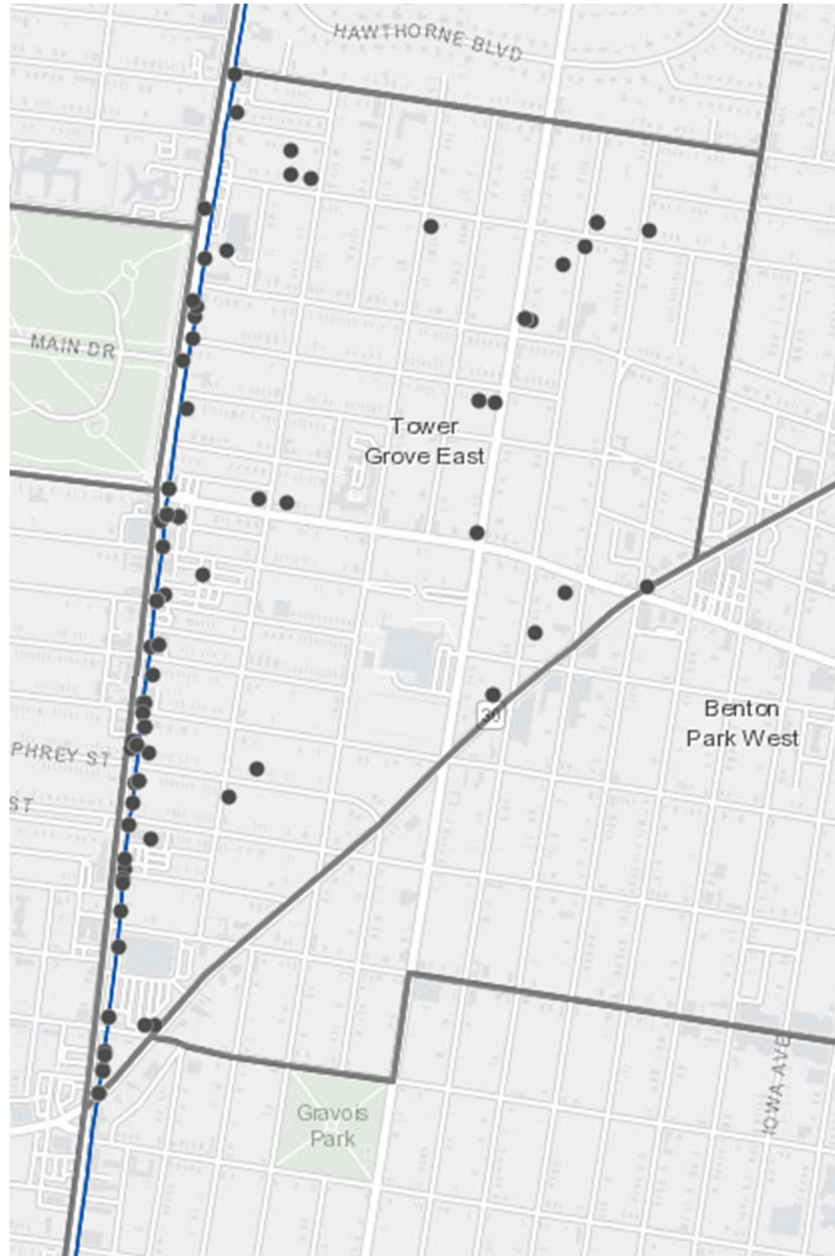 HAWTHORNE BLVD
MAIN DR
Tower
Grove East
30
Benton
Park West
PHREY ST
ST
Gravois
Park
IOWA AVE